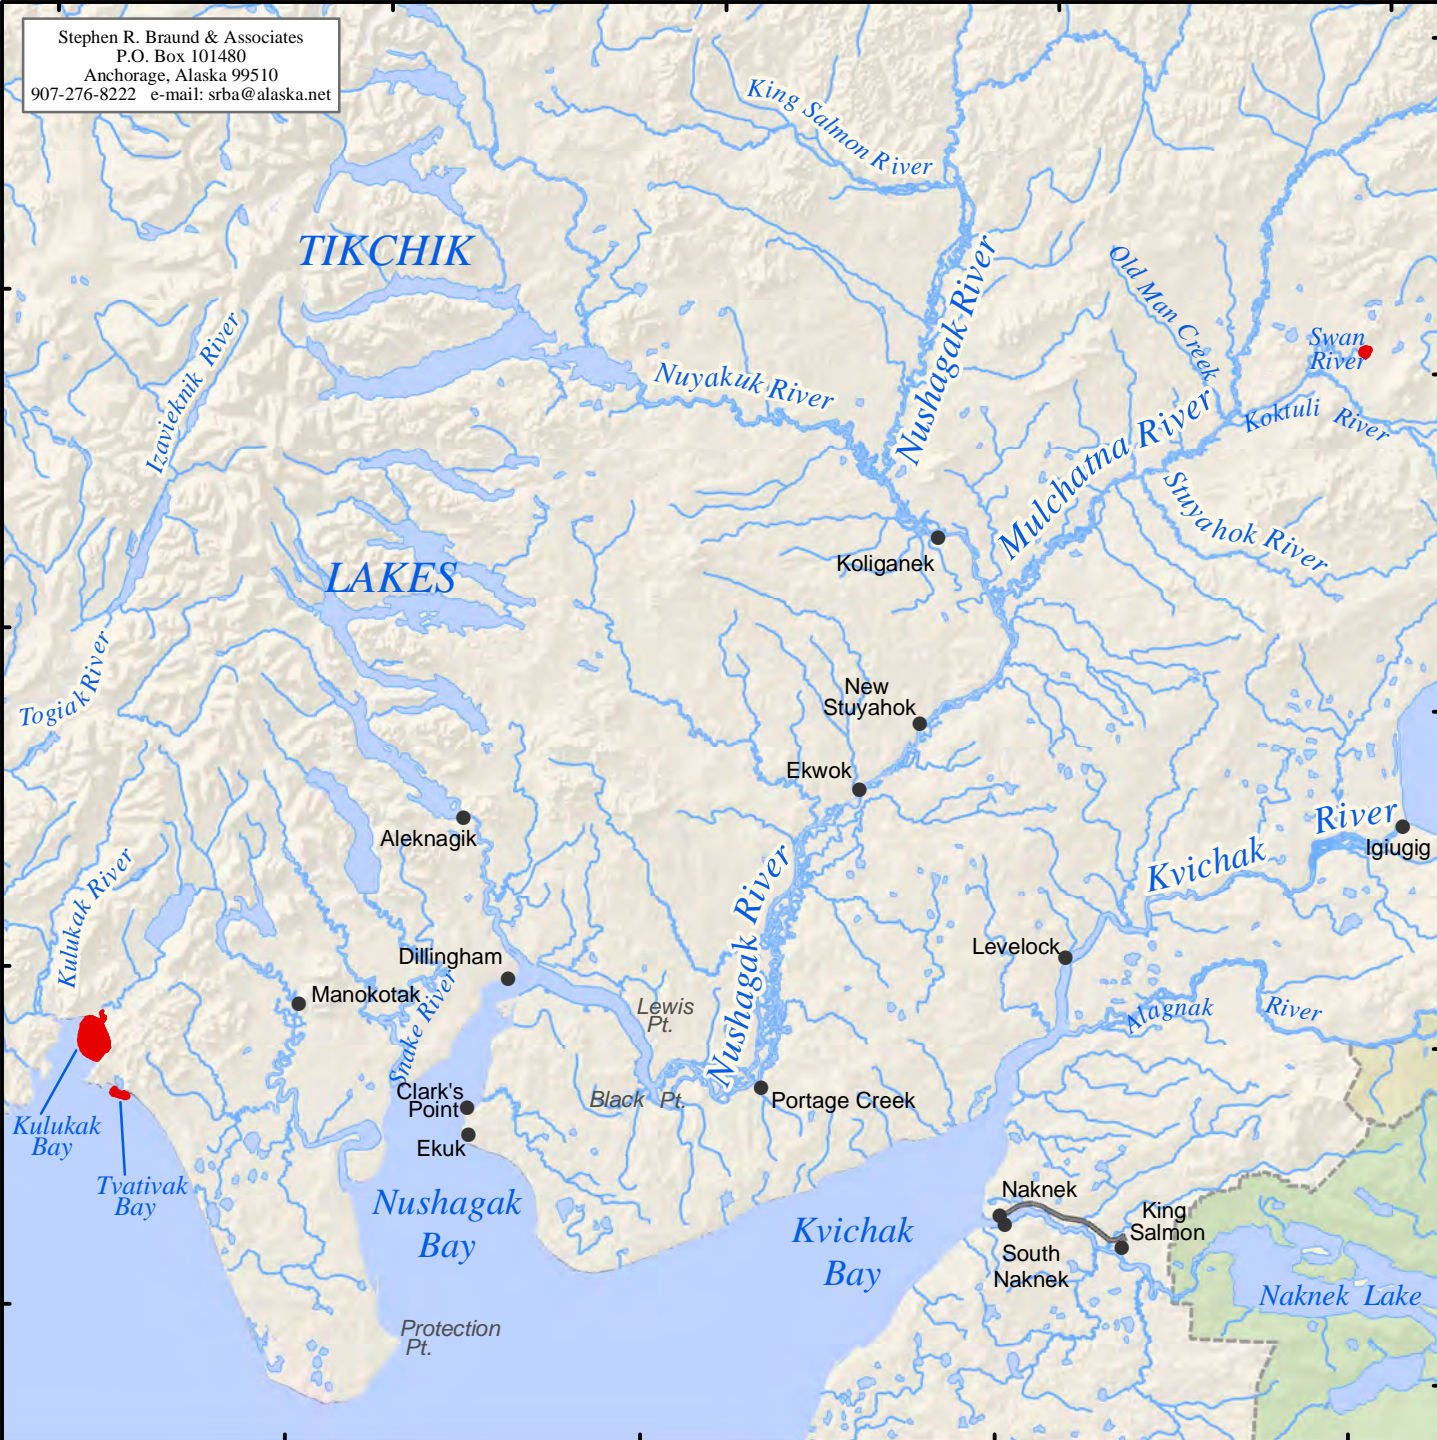 Stephen R. Braund & Associates
P.O. Box 101480
Anchorage, Alaska 99510
907-276-8222 e-mail: srba@alaska.net
King Salmon River
TIKCHIK
Nushagak River
Old Man Creek
Izavieknik River
Swan
River
Nuyakuk River
Koktuli River
Mulchatna River
Stuyahok River
Koliganek
LAKES
Togiak River
New
Stuyahok
Ekwok
Kvichak River
Igiugig
Aleknagik
Nushagak River
Kulukak River
Levelock
Dillingham
Manokotak
Snake River
Lewis
Pt.
Alagnak River
Clark's
Point
Black Pt.
Portage Creek
Kulukak
Bay
Ekuk
Tvativak
Bay
Nushagak
Bay
Naknek
King
Salmon
Kvichak
Bay
South
Naknek
Naknek Lake
Protection
Pt.